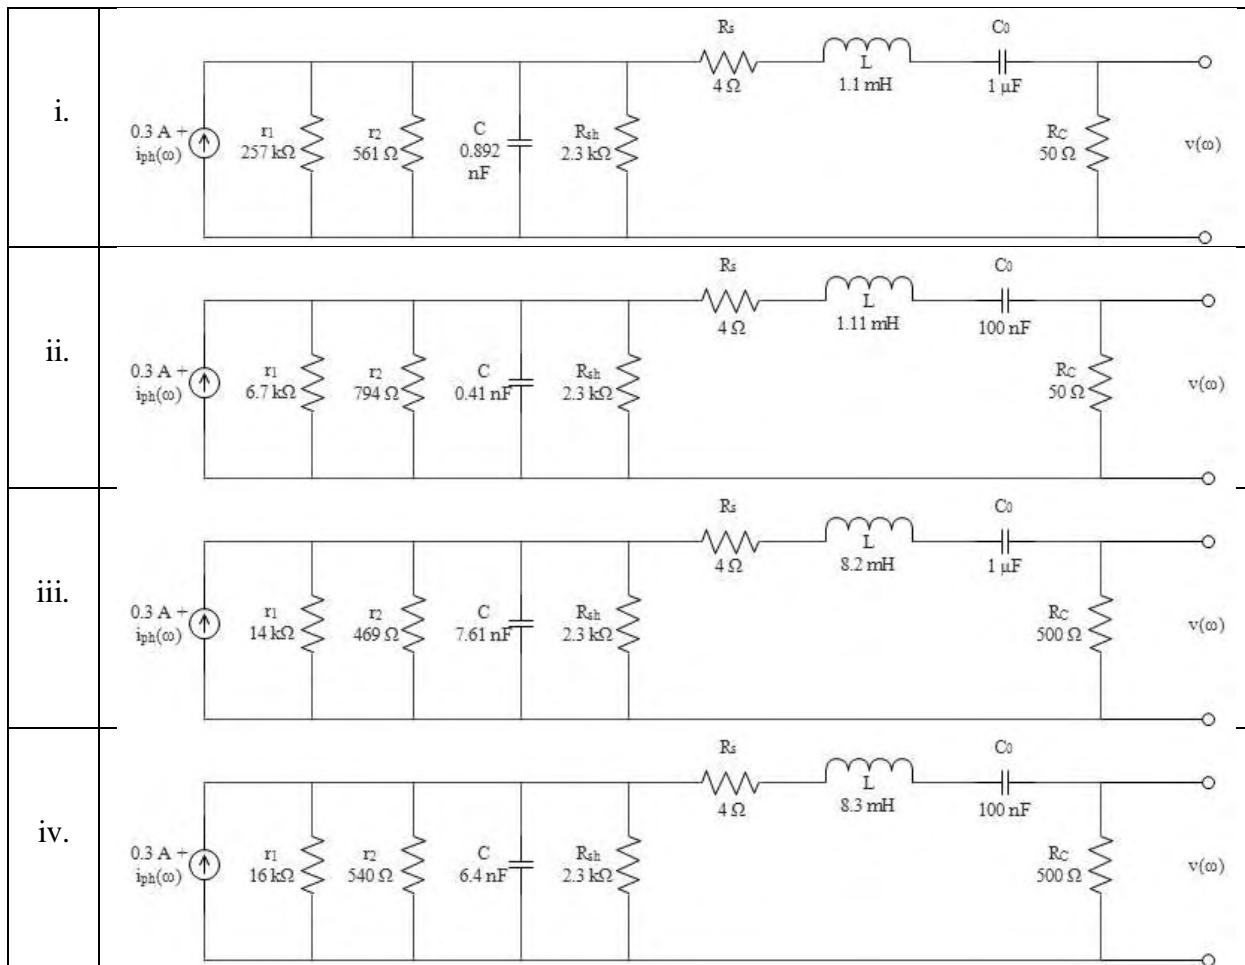 i.
Rs
L
1.1 mH
C0
1 μF
4 Ω
0.3 A +
iph(ω)
r1
257 kΩ
r2
561 Ω
C
0.892
nF
Rsh
2.3 kΩ
RC
50 Ω
v(ω)
ii.
Rs
L
1.11 mH
C0
100 nF
4 Ω
0.3 A +
iph(ω)
r1
6.7 kΩ
r2
794 Ω
C
0.41 nF
Rsh
2.3 kΩ
RC
50 Ω
v(ω)
iii.
Rs
L
8.2 mH
C0
1 μF
4 Ω
0.3 A +
iph(ω)
r1
14 kΩ
r2
469 Ω
C
7.61 nF
Rsh
2.3 kΩ
RC
500 Ω
v(ω)
iv.
Rs
L
8.3 mH
C0
100 nF
4 Ω
0.3 A +
iph(ω)
r1
16 kΩ
r2
540 Ω
C
6.4 nF
Rsh
2.3 kΩ
RC
500 Ω
v(ω)